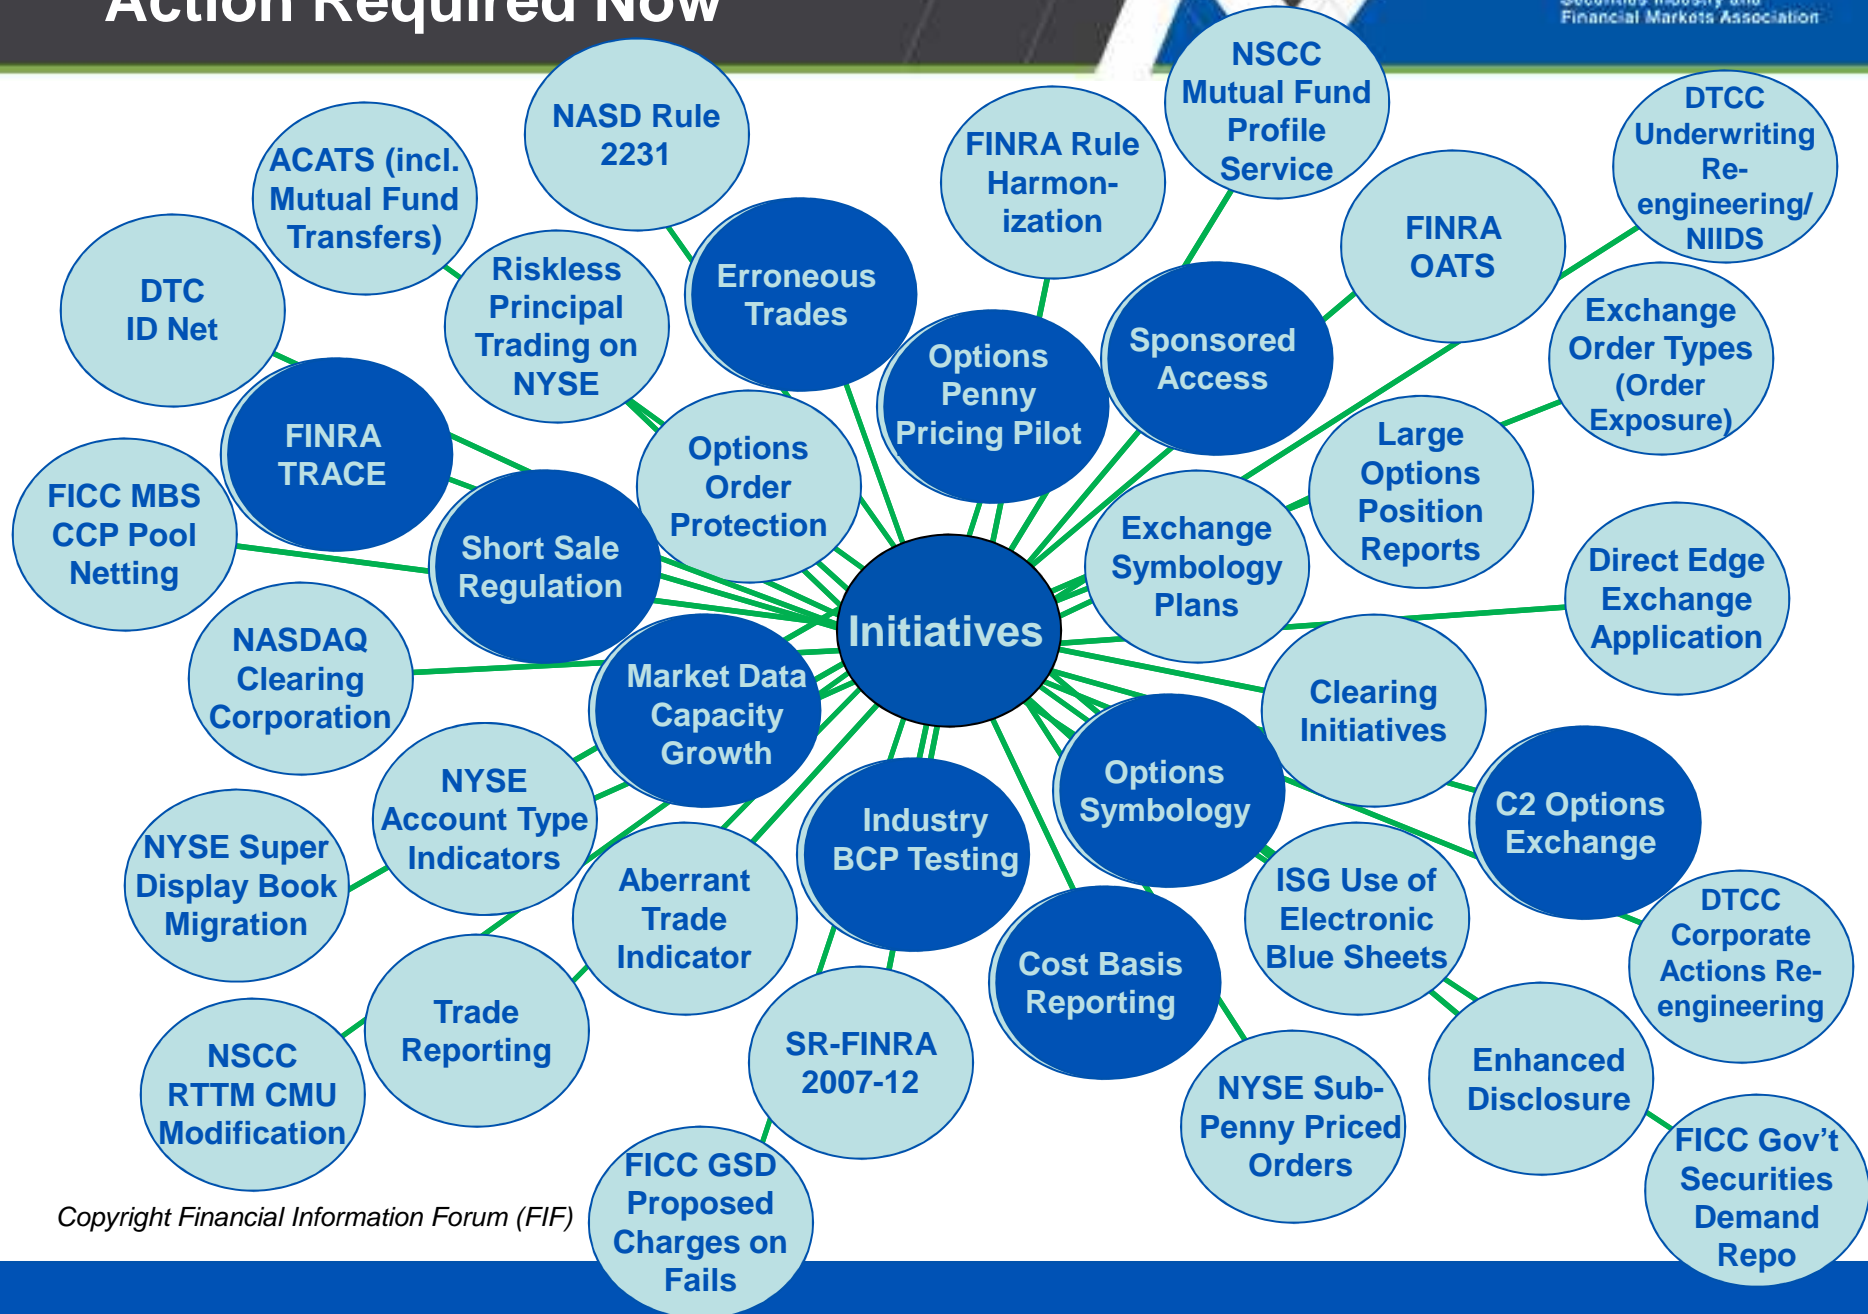 Action Required Now
Securities Industry and
Financial Markets Association
NSCC
Mutual Fund
Profile
Service
NASD Rule
2231
FINRA Rule
Harmon-
ization
DTCC
Underwriting
Re-
engineering/
NIIDS
ACATS (incl.
Mutual Fund
Transfers)
FINRA
OATS
DTC
ID Net
Riskless
Principal
Trading on
NYSE
Erroneous
Trades
Options
Penny
Pricing Pilot
Sponsored
Access
Exchange
Order Types
(Order
Exposure)
FINRA
TRACE
Options
Order
Protection
Large
Options
Position
Reports
FICC MBS
CCP Pool
Netting
Short Sale
Regulation
Exchange
Symbology
Plans
Direct Edge
Exchange
Application
Initiatives
NASDAQ
Clearing
Corporation
Market Data
Capacity
Growth
Clearing
Initiatives
NYSE
Account Type
Indicators
Options
Symbology
C2 Options
Exchange
NYSE Super
Display Book
Migration
Industry
BCP Testing
Aberrant
Trade
Indicator
ISG Use of
Electronic
Blue Sheets
DTCC
Corporate
Actions Re-
engineering
Cost Basis
Reporting
Trade
Reporting
SR-FINRA
2007-12
NSCC
RTTM CMU
Modification
NYSE Sub-
Penny Priced
Orders
Enhanced
Disclosure
FICC GSD
Proposed
Charges on
Fails
FICC Gov’t
Securities
Demand
Repo
Copyright Financial Information Forum (FIF)